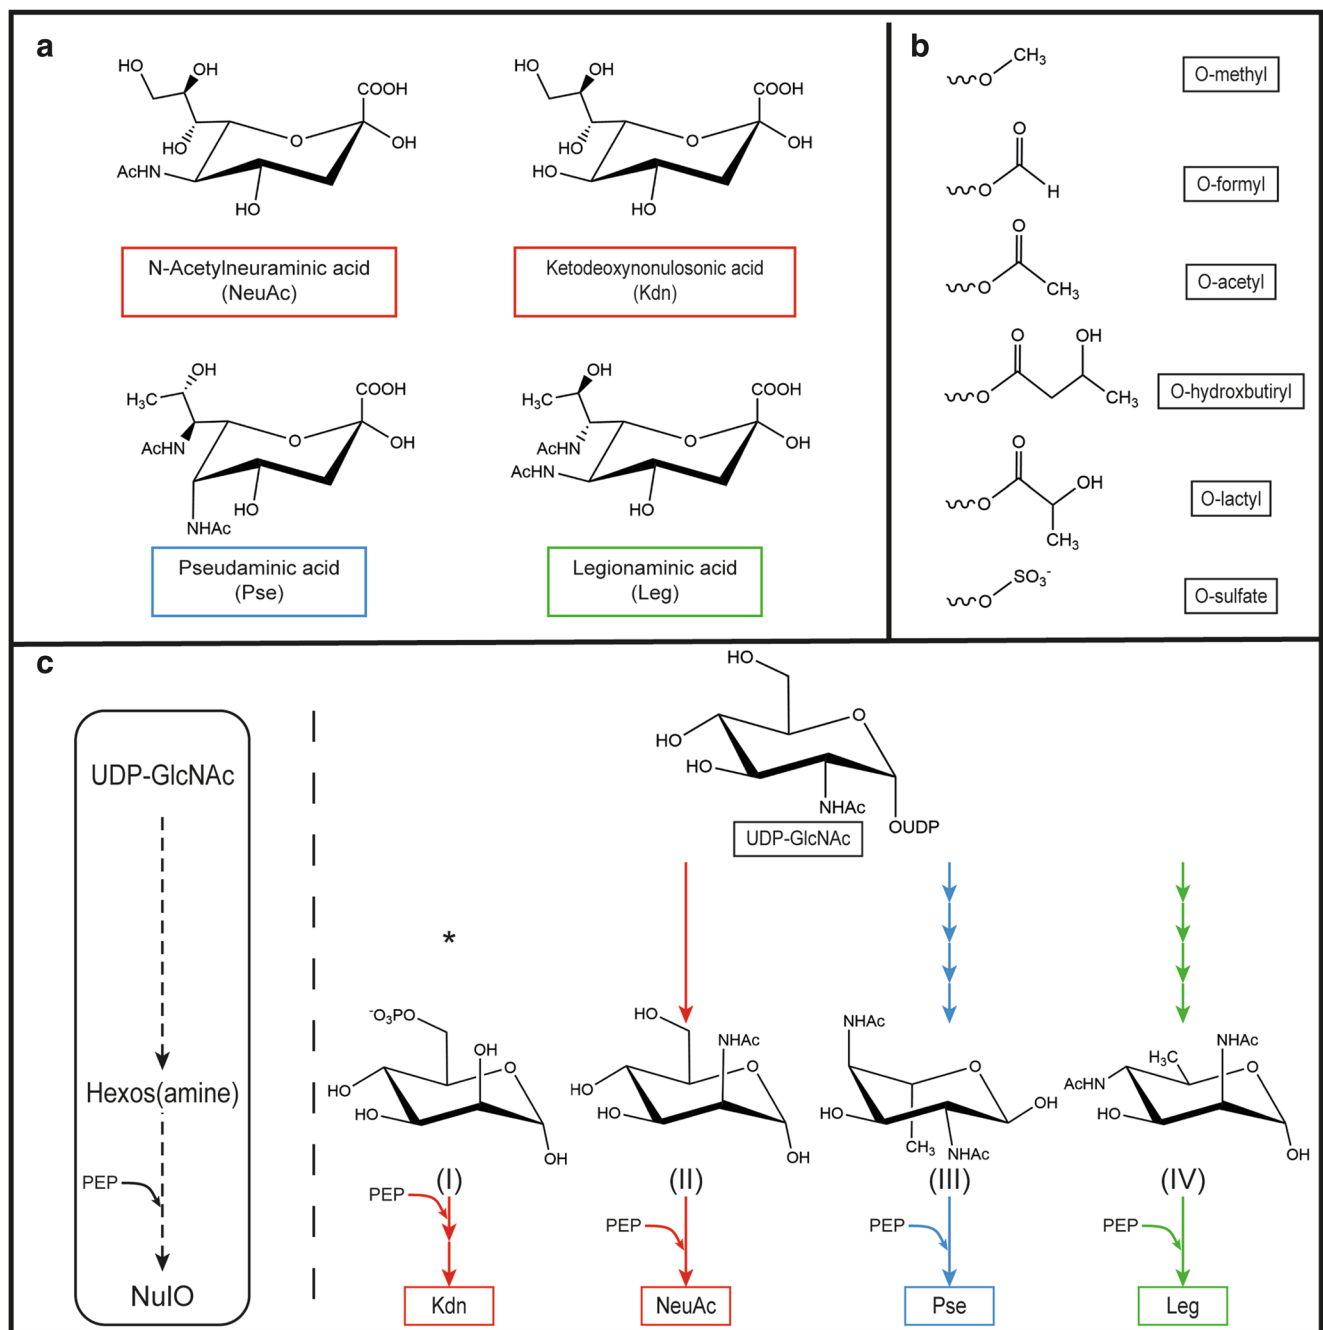 a
HO
OH
COOH
O
OH
HO
AcHN
HO
N-Acetylneuraminic acid
(NeuAc)
HO
OH
COOH
O
OH
HO
HO
HO
Ketodeoxynonulosonic acid
(Kdn)
OH
H₃C
COOH
O
OH
AcHN
HO
NHAc
Pseudaminic acid
(Pse)
OH
H₃C
COOH
O
OH
AcHN
AcHN
HO
Legionaminic acid
(Leg)
b
O
CH₃
O-methyl
O
O
H
O-formyl
O
O
CH₃
O-acetyl
O
OH
O
CH₃
O-hydroxbutiryl
O
O
OH
CH₃
O-lactyl
O
SO₃⁻
O-sulfate
c
UDP-GlcNAc
Hexos(amine)
PEP
NulO
HO
O
HO
HO
NHAc
OUDP
UDP-GlcNAc
*
⁻O₃PO
OH
O
HO
HO
OH
(I)
PEP
Kdn
HO
NHAc
O
HO
HO
OH
(II)
PEP
NeuAc
NHAc
O
HO
OH
CH₃
NHAc
(III)
PEP
Pse
NHAc
H₃C
O
AcHN
HO
OH
(IV)
PEP
Leg